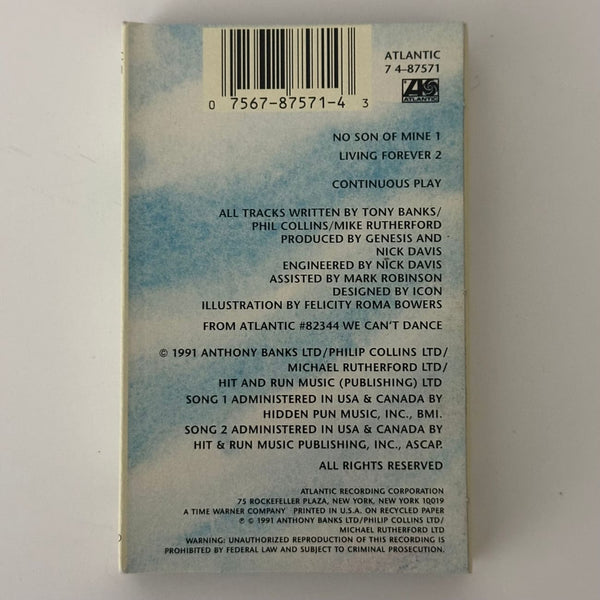 ATLANTIC
7 4-87571
0 7567-87571-4 3
ATLANTIC
NO SON OF MINE 1
LIVING FOREVER 2
CONTINUOUS PLAY
ALL TRACKS WRITTEN BY TONY BANKS/
PHIL COLLINS/MIKE RUTHERFORD
PRODUCED BY GENESIS AND
NICK DAVIS
ENGINEERED BY NICK DAVIS
ASSISTED BY MARK ROBINSON
DESIGNED BY ICON
ILLUSTRATION BY FELICITY ROMA BOWERS
FROM ATLANTIC #82344 WE CAN'T DANCE
© 1991 ANTHONY BANKS LTD/PHILIP COLLINS LTD/
MICHAEL RUTHERFORD LTD/
HIT AND RUN MUSIC (PUBLISHING) LTD
SONG 1 ADMINISTERED IN USA & CANADA BY
HIDDEN PUN MUSIC, INC., BMI.
SONG 2 ADMINISTERED IN USA & CANADA BY
HIT & RUN MUSIC PUBLISHING, INC., ASCAP.
ALL RIGHTS RESERVED
ATLANTIC RECORDING CORPORATION
75 ROCKEFELLER PLAZA, NEW YORK, NEW YORK 10019
A TIME WARNER COMPANY PRINTED IN U.S.A. ON RECYCLED PAPER
℗ © 1991 ANTHONY BANKS LTD/PHILIP COLLINS LTD/
MICHAEL RUTHERFORD LTD
WARNING: UNAUTHORIZED REPRODUCTION OF THIS RECORDING IS
PROHIBITED BY FEDERAL LAW AND SUBJECT TO CRIMINAL PROSECUTION.